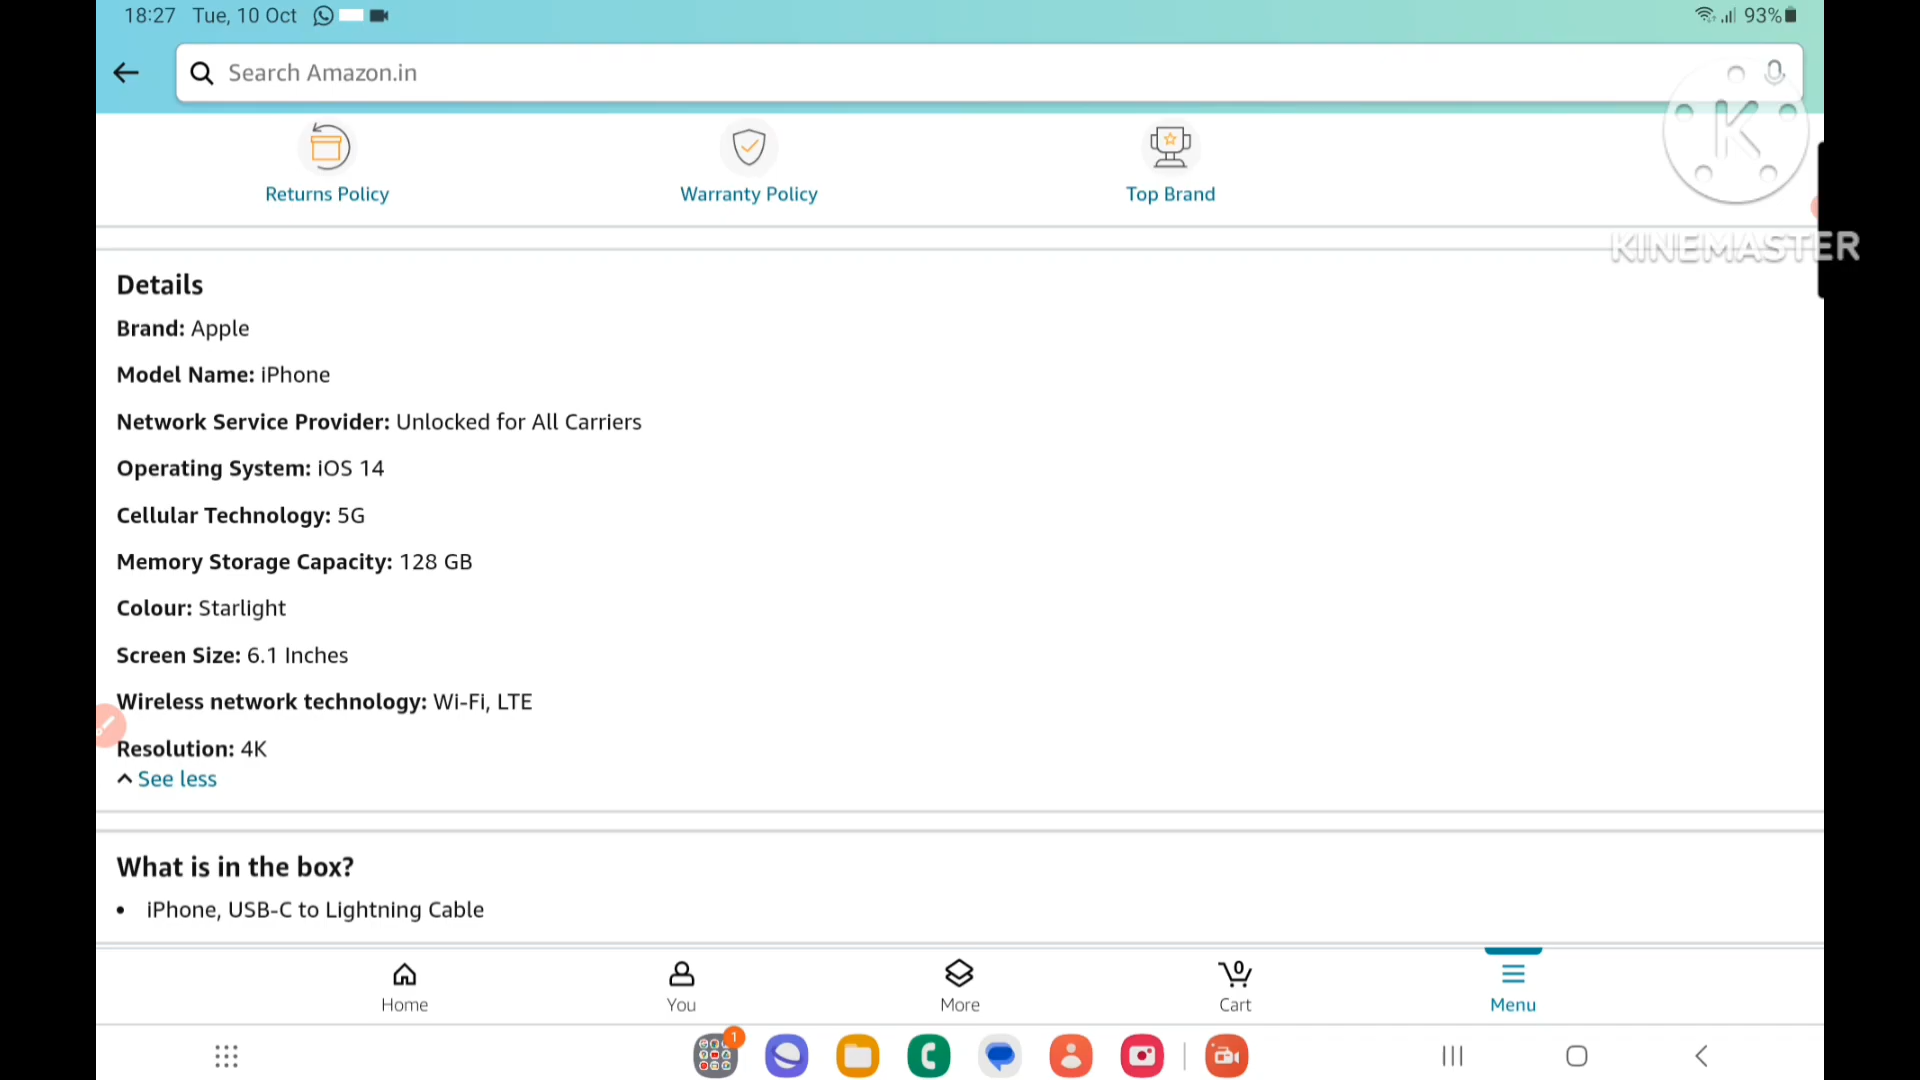 18:27 Tue, 10 Oct 93%
Search Amazon.in
K
KINEMASTER
Returns Policy Warranty Policy Top Brand
Details
Brand: Apple
Model Name: iPhone
Network Service Provider: Unlocked for All Carriers
Operating System: iOS 14
Cellular Technology: 5G
Memory Storage Capacity: 128 GB
Colour: Starlight
Screen Size: 6.1 Inches
Wireless network technology: Wi-Fi, LTE
Resolution: 4K
See less
What is in the box?
• iPhone, USB-C to Lightning Cable
0
Home You More Cart Menu
1